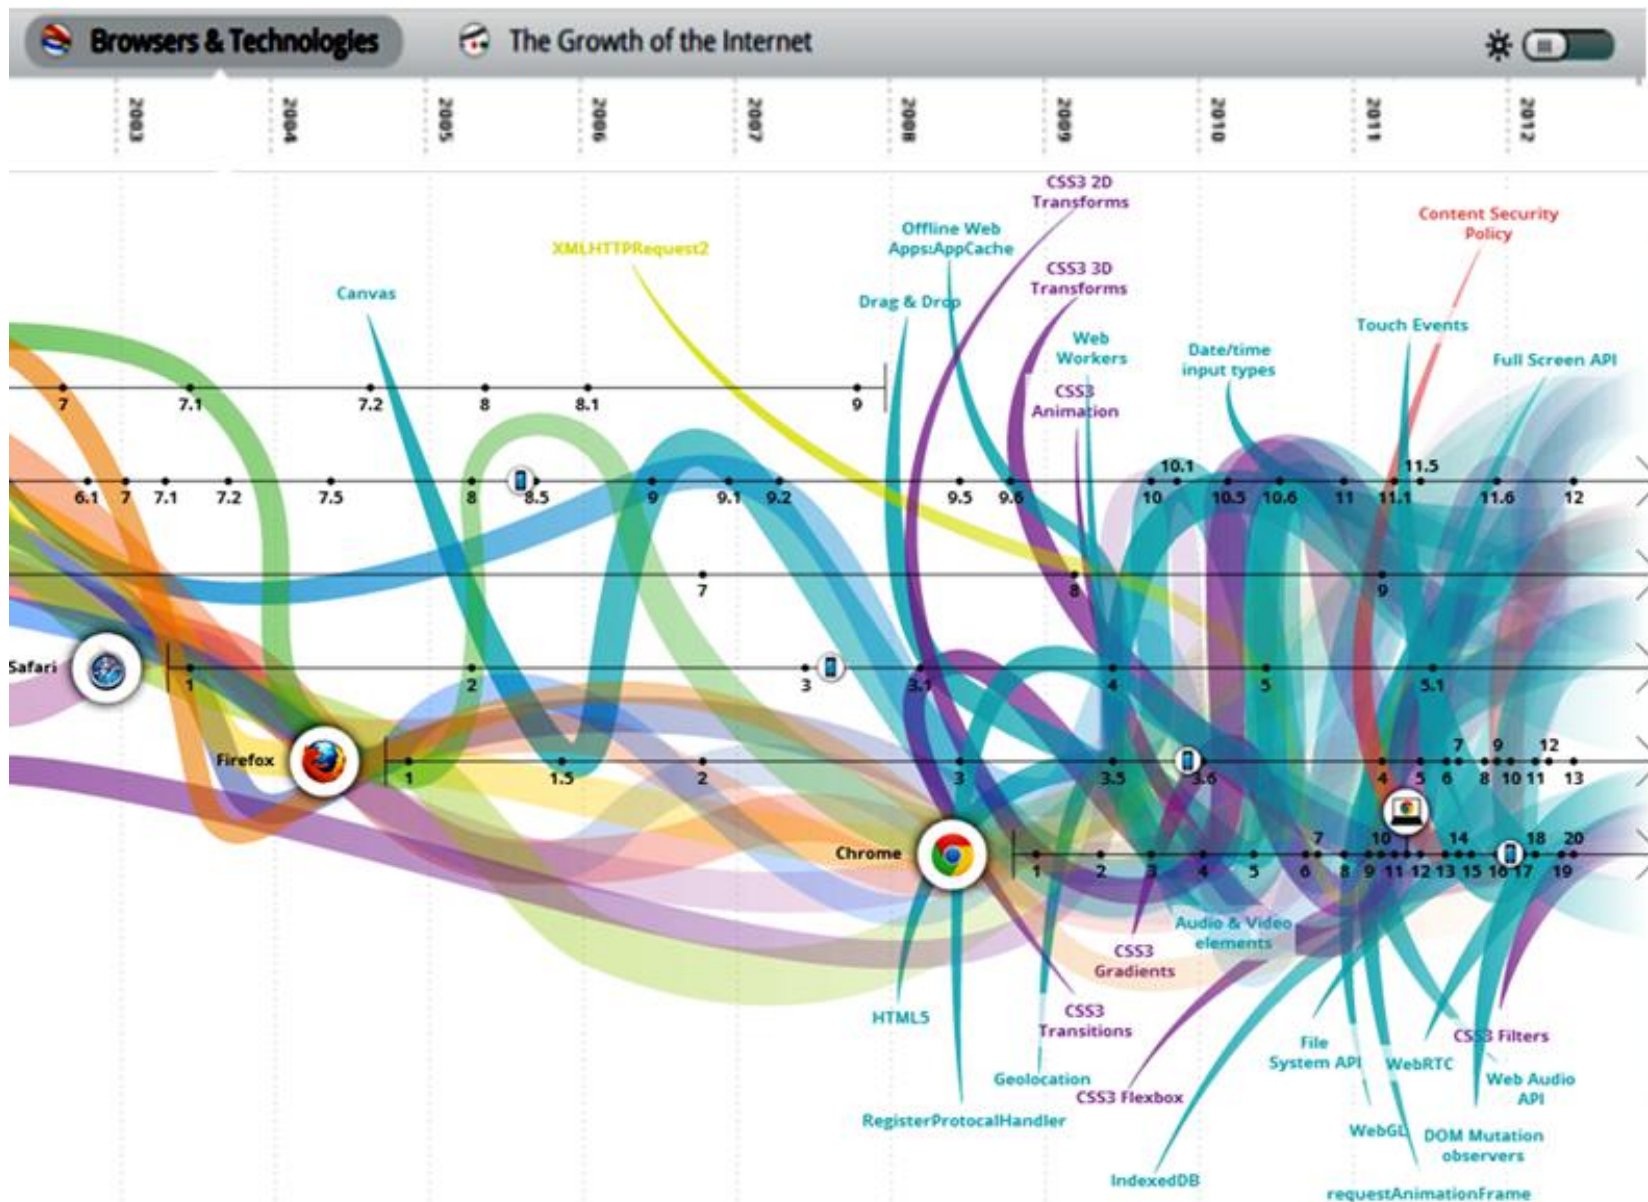 Browsers & Technologies
The Growth of the Internet
2003
2004
2005
2006
2007
2008
2009
2010
2011
2012
CSS3 2D
Transforms
Content Security
Policy
Offline Web
Apps:AppCache
XMLHTTPRequest2
CSS3 3D
Transforms
Canvas
Drag & Drop
Touch Events
Web
Workers
Date/time
input types
Full Screen API
CSS3
Animation
7 7.1 7.2 8 8.1 9
10.1 11.5
6.1 7 7.1 7.2 7.5 8 8.5 9 9.1 9.2 9.5 9.6 10 10.5 10.6 11 11.1 11.6 12
7 8 9
Safari
1 2 3 3.1 4 5 5.1
7 9 12
Firefox
1 1.5 2 3 3.5 3.6 4 5 6 8 10 11 13
7 10 14 18 20
Chrome
1 2 3 4 5 6 8 9 11 12 13 15 16 17 19
Audio & Video
elements
CSS3
Gradients
HTML5
CSS3
Transitions
CSS3 Filters
File
System API
WebRTC
Geolocation
Web Audio
API
CSS3 Flexbox
RegisterProtocalHandler
WebGL
DOM Mutation
observers
IndexedDB
requestAnimationFrame